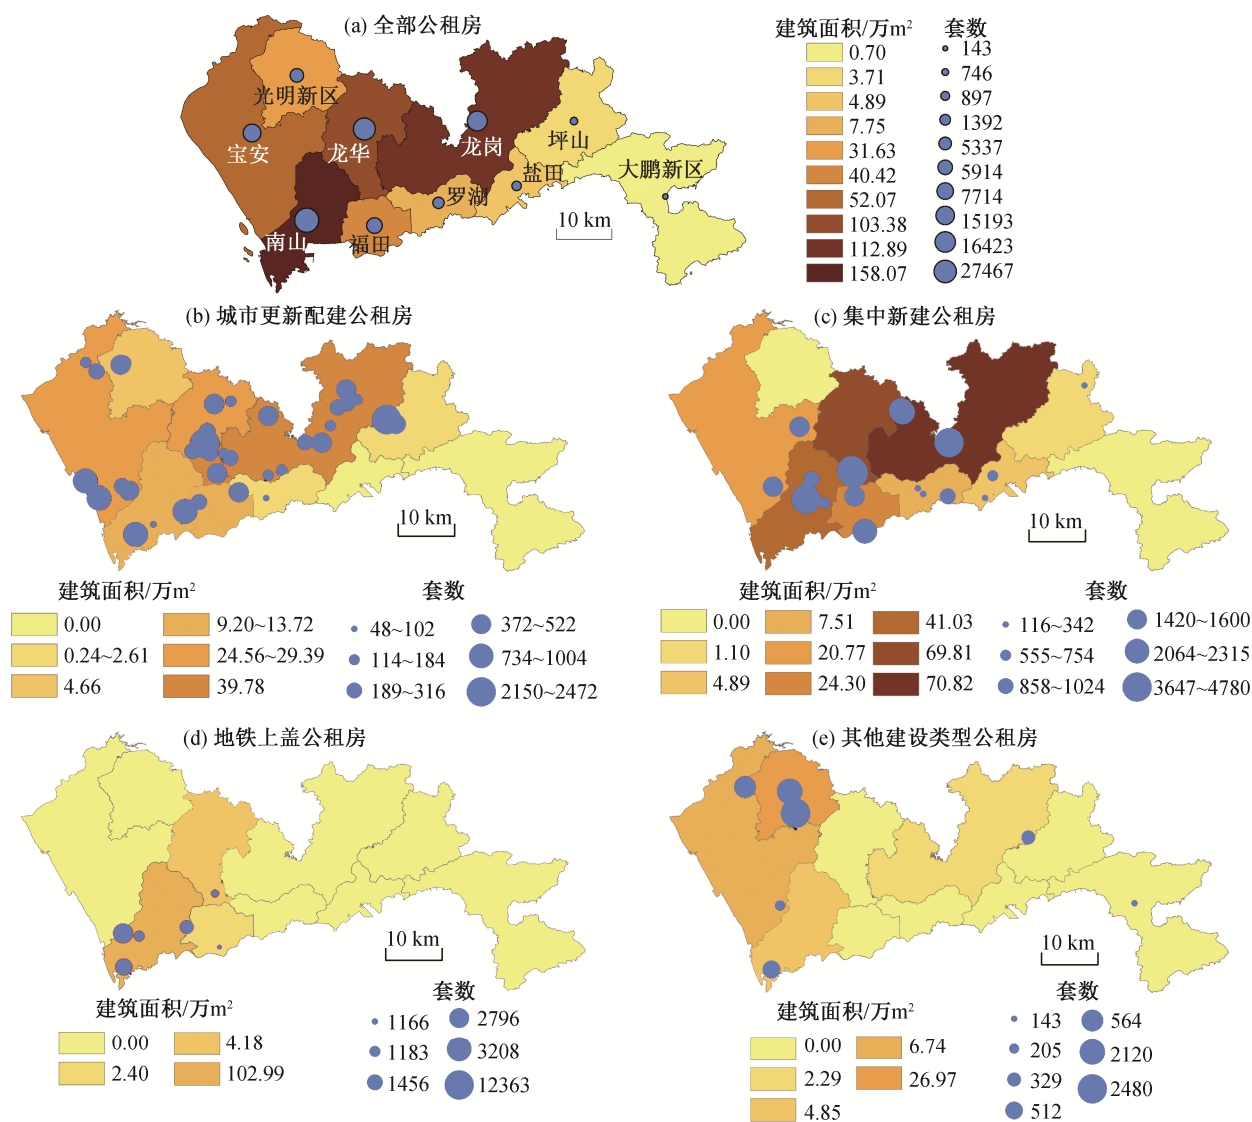 (a) 全部公租房
光明新区
宝安
龙华
龙岗
坪山
大鹏新区
盐田
罗湖
南山
福田
10 km
建筑面积/万m²
0.70
3.71
4.89
7.75
31.63
40.42
52.07
103.38
112.89
158.07
套数
143
746
897
1392
5337
5914
7714
15193
16423
27467
(b) 城市更新配建公租房
10 km
建筑面积/万m²
0.00
0.24~2.61
4.66
9.20~13.72
24.56~29.39
39.78
套数
48~102
114~184
189~316
372~522
734~1004
2150~2472
(c) 集中新建公租房
10 km
建筑面积/万m²
0.00
1.10
4.89
7.51
20.77
24.30
41.03
69.81
70.82
套数
116~342
555~754
858~1024
1420~1600
2064~2315
3647~4780
(d) 地铁上盖公租房
10 km
建筑面积/万m²
0.00
2.40
4.18
102.99
套数
1166
1183
1456
2796
3208
12363
(e) 其他建设类型公租房
10 km
建筑面积/万m²
0.00
2.29
4.85
6.74
26.97
套数
143
205
329
512
564
2120
2480